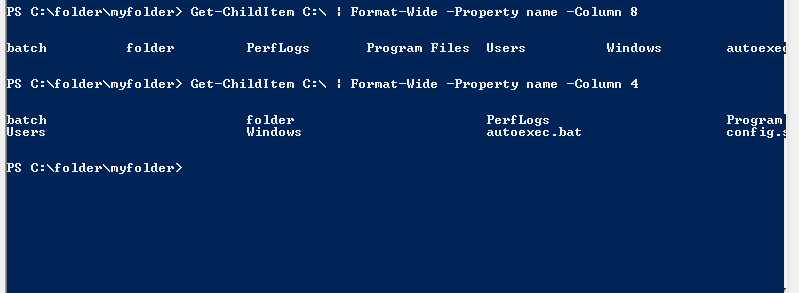 PS C:\folder\myfolder> Get-ChildItem C:\ | Format-Wide -Property name -Column 8
batch folder PerfLogs Program Files Users Windows autoexec
PS C:\folder\myfolder> Get-ChildItem C:\ | Format-Wide -Property name -Column 4
batch folder PerfLogs Program
Users Windows autoexec.bat config.s
PS C:\folder\myfolder>